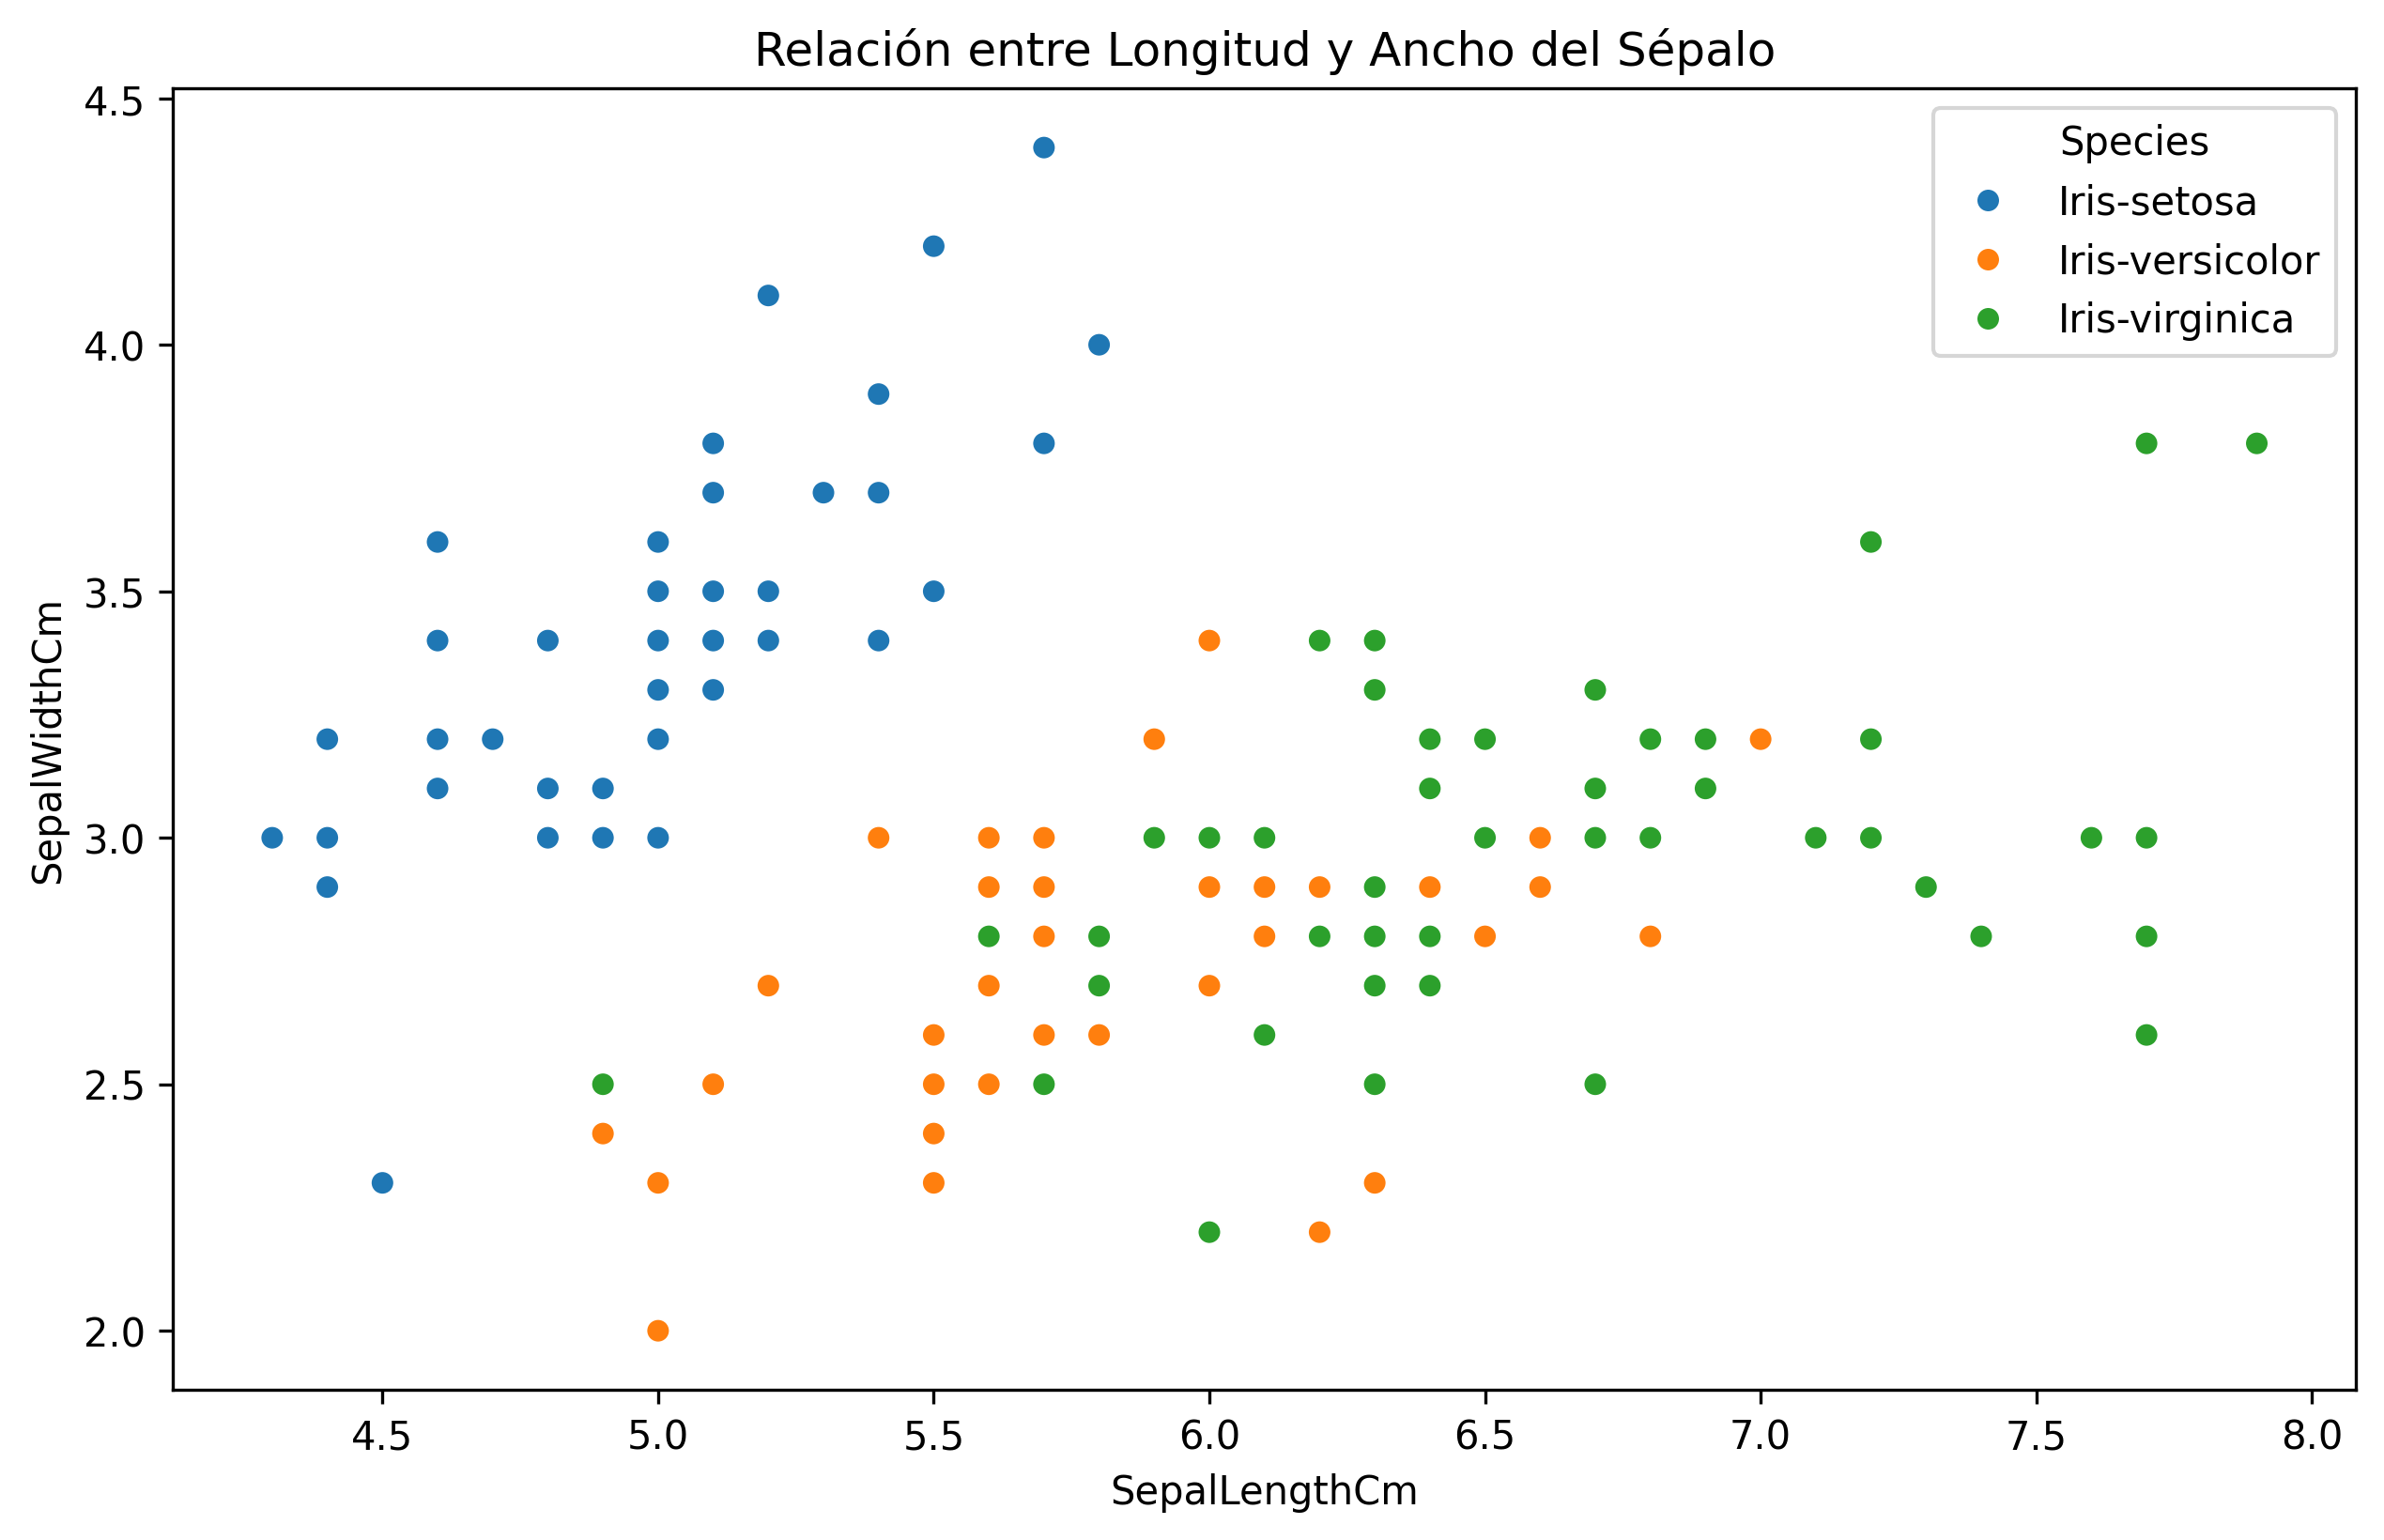 Relación entre Longitud y Ancho del Sépalo
Species
Iris-setosa
Iris-versicolor
Iris-virginica
SepalWidthCm
4.5
4.0
3.5
3.0
2.5
2.0
4.5 5.0 5.5 6.0 6.5 7.0 7.5 8.0
SepalLengthCm